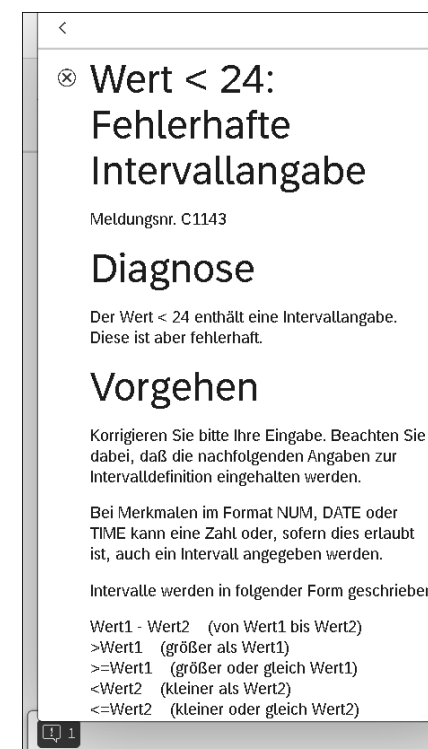 Wert < 24:
Fehlerhafte
Intervallangabe
Meldungsnr. C1143
Diagnose
Der Wert < 24 enthält eine Intervallangabe.
Diese ist aber fehlerhaft.
Vorgehen
Korrigieren Sie bitte Ihre Eingabe. Beachten Sie
dabei, daß die nachfolgenden Angaben zur
Intervalldefinition eingehalten werden.
Bei Merkmalen im Format NUM, DATE oder
TIME kann eine Zahl oder, sofern dies erlaubt
ist, auch ein Intervall angegeben werden.
Intervalle werden in folgender Form geschrieben
Wert1 - Wert2 (von Wert1 bis Wert2)
>Wert1 (größer als Wert1)
>=Wert1 (größer oder gleich Wert1)
<Wert2 (kleiner als Wert2)
<=Wert2 (kleiner oder gleich Wert2)
1